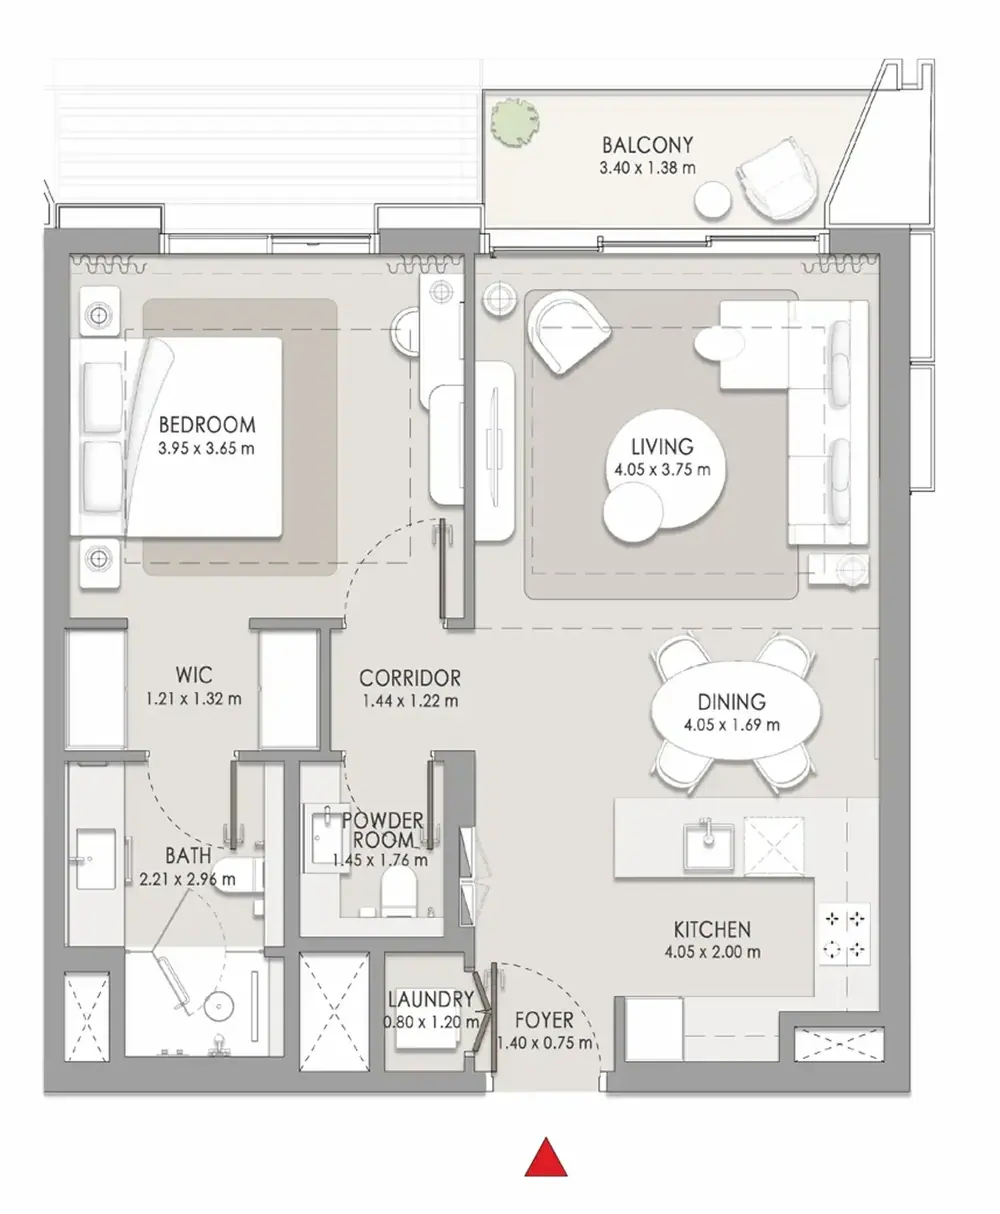 BALCONY
3.40 x 1.38 m
BEDROOM
3.95 x 3.65 m
LIVING
4.05 x 3.75 m
WIC
1.21 x 1.32 m
CORRIDOR
1.44 x 1.22 m
DINING
4.05 x 1.69 m
POWDER
ROOM
1.45 x 1.76 m
BATH
2.21 x 2.96 m
KITCHEN
4.05 x 2.00 m
LAUNDRY
0.80 x 1.20 m
FOYER
1.40 x 0.75 m